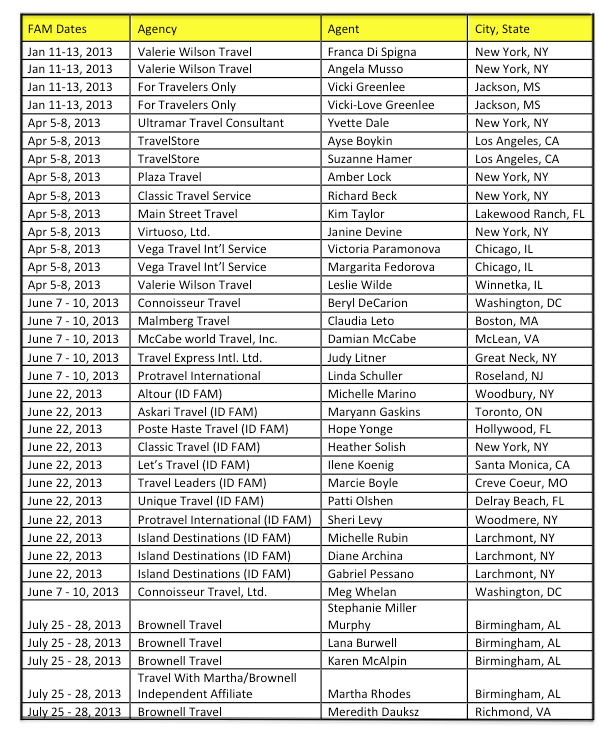 FAM Dates Agency Agent City, State
Jan 11-13, 2013 Valerie Wilson Travel Franca Di Spigna New York, NY
Jan 11-13, 2013 Valerie Wilson Travel Angela Musso New York, NY
Jan 11-13, 2013 For Travelers Only Vicki Greenlee Jackson, MS
Jan 11-13, 2013 For Travelers Only Vicki-Love Greenlee Jackson, MS
Apr 5-8, 2013 Ultramar Travel Consultant Yvette Dale New York, NY
Apr 5-8, 2013 TravelStore Ayse Boykin Los Angeles, CA
Apr 5-8, 2013 TravelStore Suzanne Hamer Los Angeles, CA
Apr 5-8, 2013 Plaza Travel Amber Lock New York, NY
Apr 5-8, 2013 Classic Travel Service Richard Beck New York, NY
Apr 5-8, 2013 Main Street Travel Kim Taylor Lakewood Ranch, FL
Apr 5-8, 2013 Virtuoso, Ltd. Janine Devine New York, NY
Apr 5-8, 2013 Vega Travel Int’l Service Victoria Paramonova Chicago, IL
Apr 5-8, 2013 Vega Travel Int’l Service Margarita Fedorova Chicago, IL
Apr 5-8, 2013 Valerie Wilson Travel Leslie Wilde Winnetka, IL
June 7 - 10, 2013 Connoisseur Travel Beryl DeCarion Washington, DC
June 7 - 10, 2013 Malmberg Travel Claudia Leto Boston, MA
June 7 - 10, 2013 McCabe world Travel, Inc. Damian McCabe McLean, VA
June 7 - 10, 2013 Travel Express Intl. Ltd. Judy Litner Great Neck, NY
June 7 - 10, 2013 Protravel International Linda Schuller Roseland, NJ
June 22, 2013 Altour (ID FAM) Michelle Marino Woodbury, NY
June 22, 2013 Askari Travel (ID FAM) Maryann Gaskins Toronto, ON
June 22, 2013 Poste Haste Travel (ID FAM) Hope Yonge Hollywood, FL
June 22, 2013 Classic Travel (ID FAM) Heather Solish New York, NY
June 22, 2013 Let’s Travel (ID FAM) Ilene Koenig Santa Monica, CA
June 22, 2013 Travel Leaders (ID FAM) Marcie Boyle Creve Coeur, MO
June 22, 2013 Unique Travel (ID FAM) Patti Olshen Delray Beach, FL
June 22, 2013 Protravel International (ID FAM) Sheri Levy Woodmere, NY
June 22, 2013 Island Destinations (ID FAM) Michelle Rubin Larchmont, NY
June 22, 2013 Island Destinations (ID FAM) Diane Archina Larchmont, NY
June 22, 2013 Island Destinations (ID FAM) Gabriel Pessano Larchmont, NY
June 7 - 10, 2013 Connoisseur Travel, Ltd. Meg Whelan Washington, DC
Stephanie Miller
July 25 - 28, 2013 Brownell Travel Murphy Birmingham, AL
July 25 - 28, 2013 Brownell Travel Lana Burwell Birmingham, AL
July 25 - 28, 2013 Brownell Travel Karen McAlpin Birmingham, AL
Travel With Martha/Brownell
July 25 - 28, 2013 Independent Affiliate Martha Rhodes Birmingham, AL
July 25 - 28, 2013 Brownell Travel Meredith Dauksz Richmond, VA